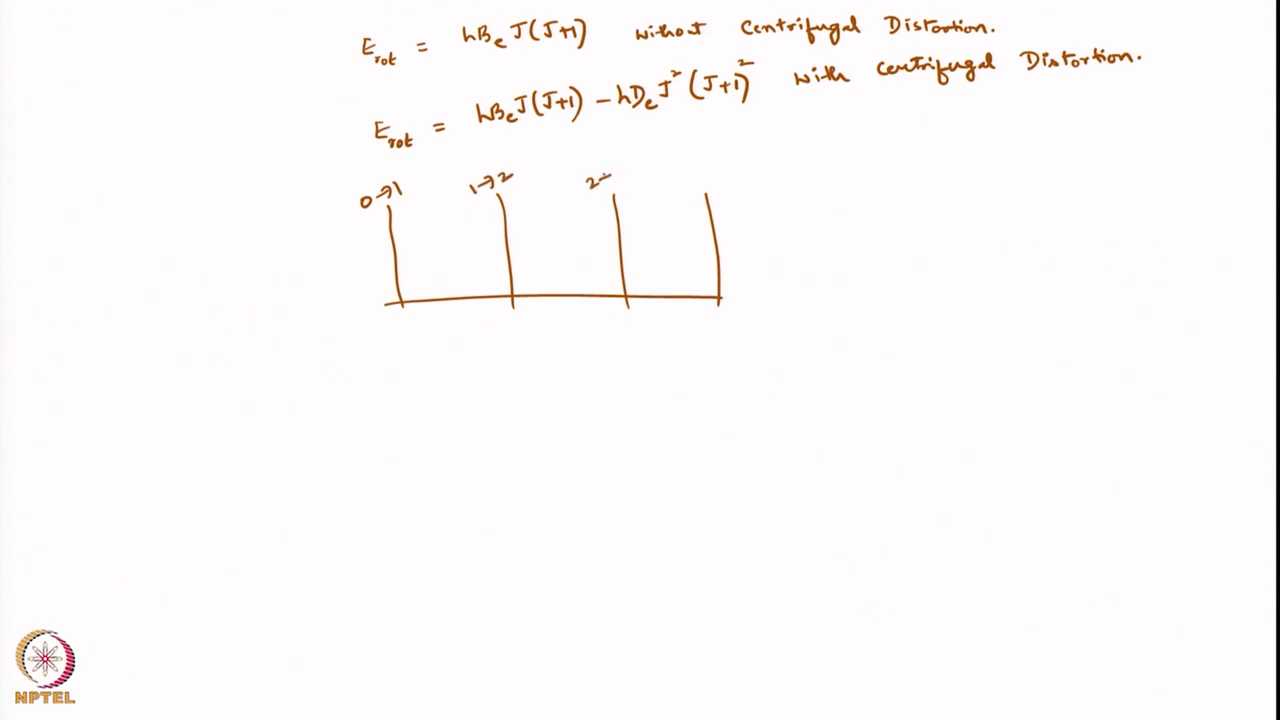 E_rot = hB_e J(J+1) without Centrifugal Distortion.
E_rot = hB_e J(J+1) – hD_e J² (J+1)² with Centrifugal Distortion.
0→1 1→2 2-
NPTEL